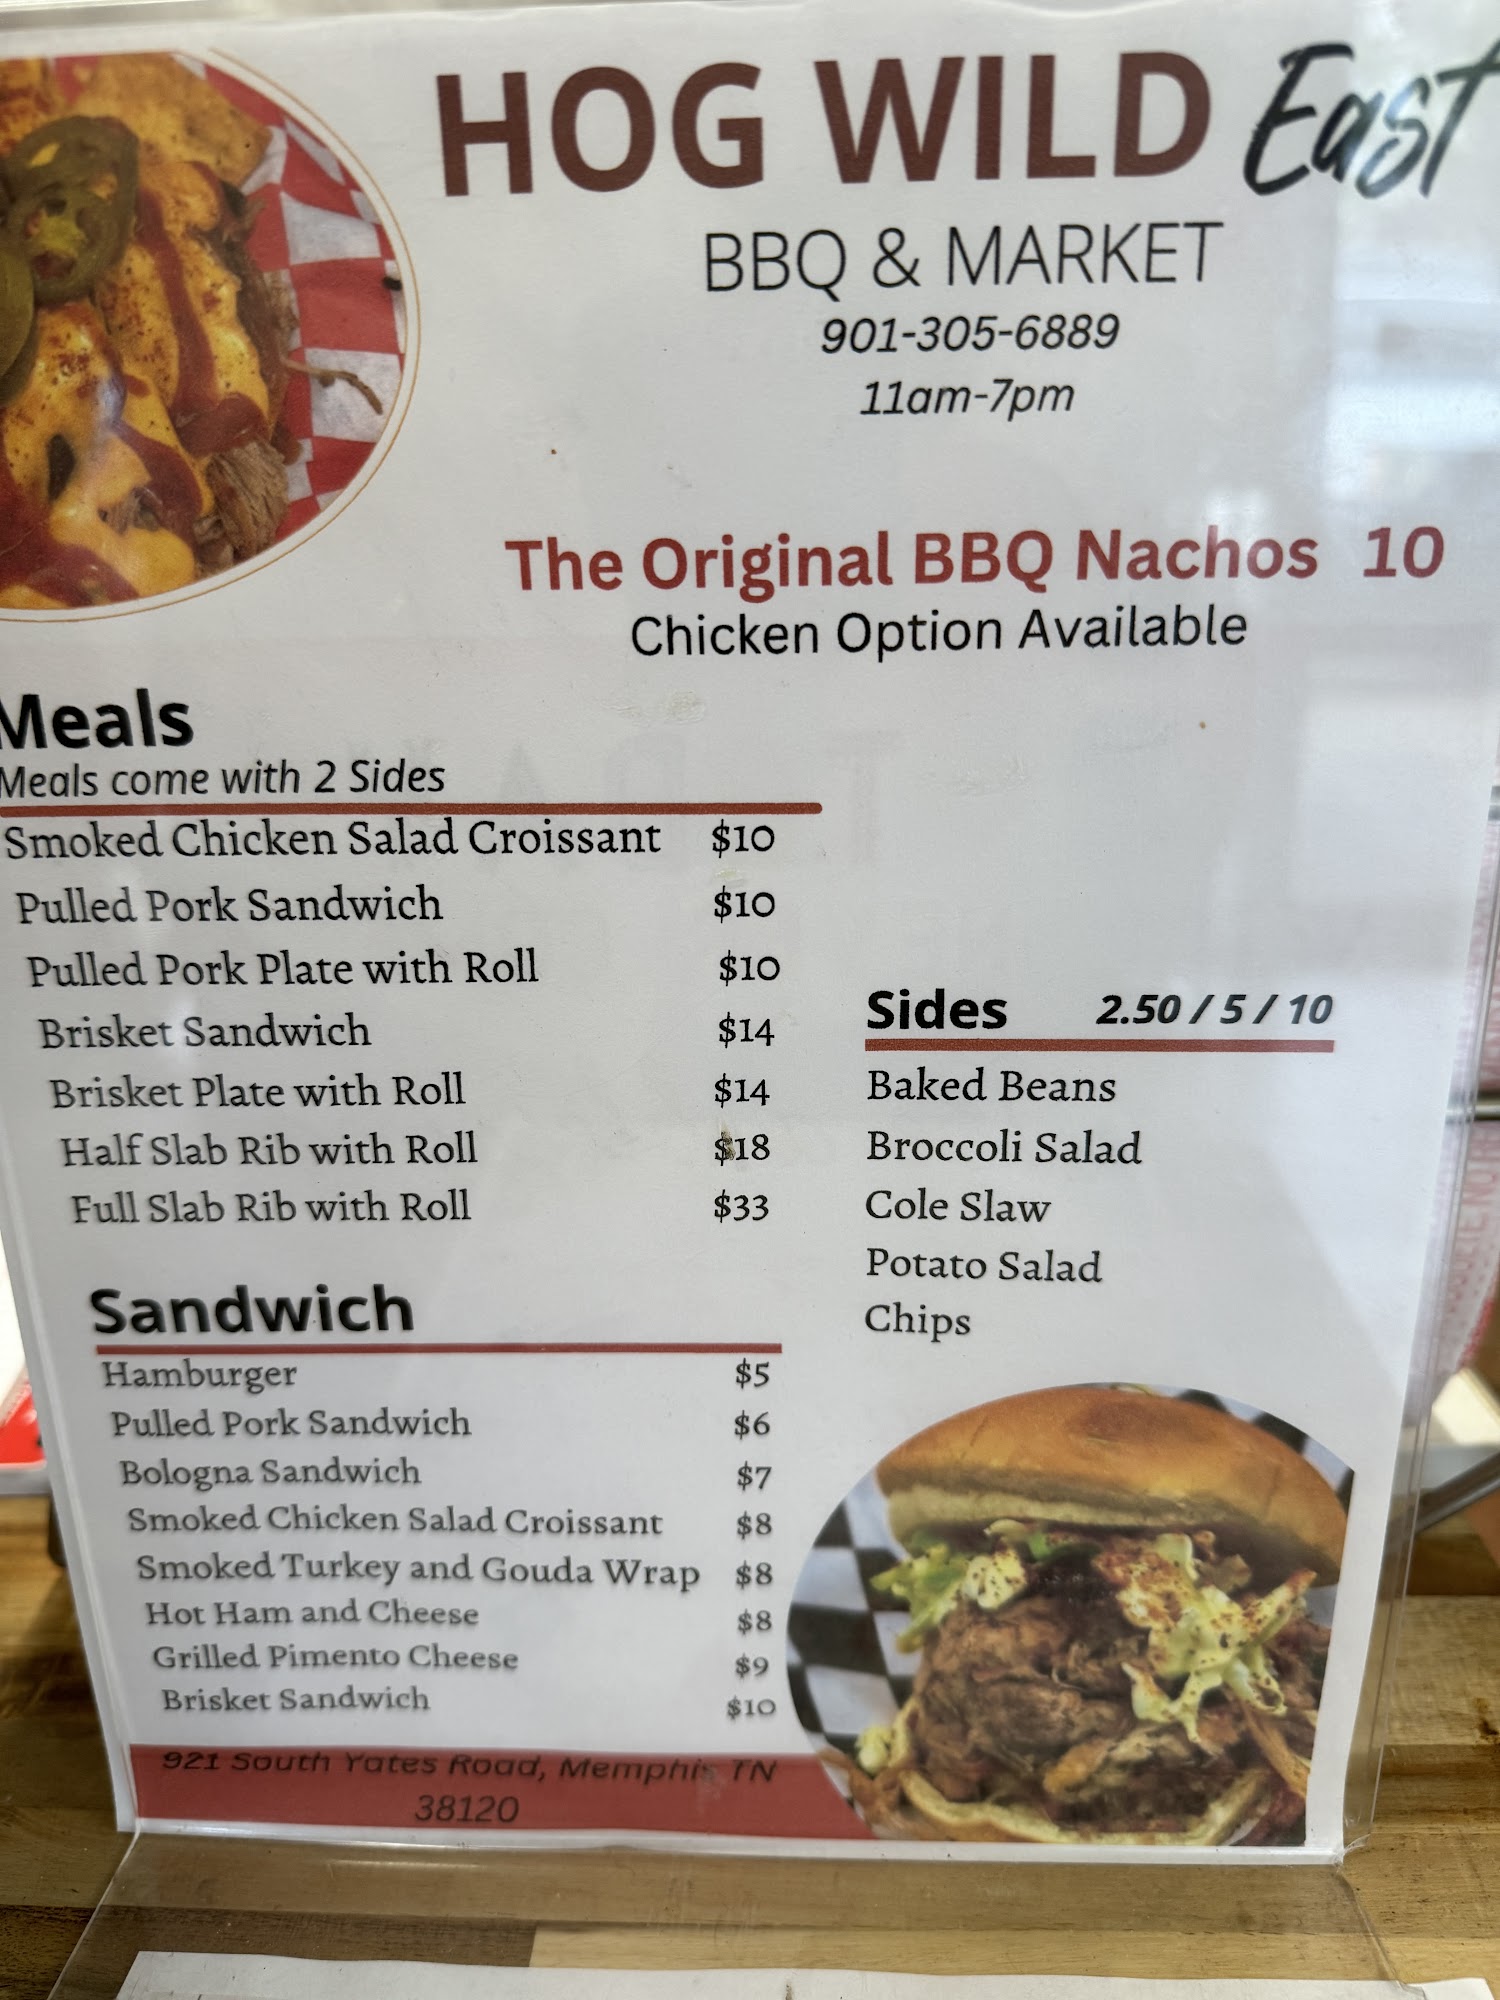 HOG WILD East
BBQ & MARKET
901-305-6889
11am-7pm
The Original BBQ Nachos 10
Chicken Option Available
Meals
Meals come with 2 Sides
Smoked Chicken Salad Croissant $10
Pulled Pork Sandwich $10
Pulled Pork Plate with Roll $10
Brisket Sandwich $14
Brisket Plate with Roll $14
Half Slab Rib with Roll $18
Full Slab Rib with Roll $33
Sides 2.50 / 5 / 10
Baked Beans
Broccoli Salad
Cole Slaw
Potato Salad
Chips
Sandwich
Hamburger $5
Pulled Pork Sandwich $6
Bologna Sandwich $7
Smoked Chicken Salad Croissant $8
Smoked Turkey and Gouda Wrap $8
Hot Ham and Cheese $8
Grilled Pimento Cheese $9
Brisket Sandwich $10
921 South Yates Road, Memphis TN
38120